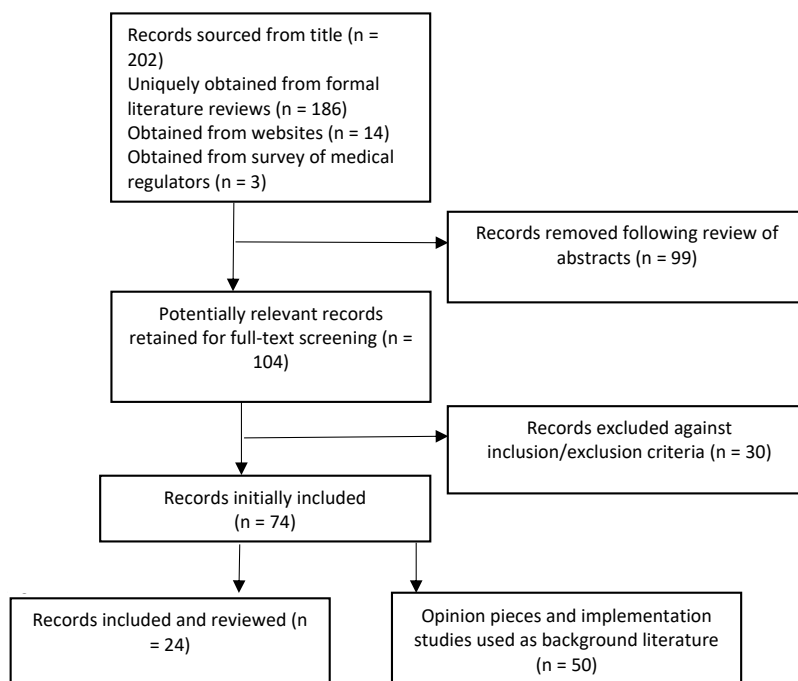 Records sourced from title (n =
202)
Uniquely obtained from formal
literature reviews (n = 186)
Obtained from websites (n = 14)
Obtained from survey of medical
regulators (n = 3)
Records removed following review of
abstracts (n = 99)
Potentially relevant records
retained for full-text screening (n =
104)
Records excluded against
inclusion/exclusion criteria (n = 30)
Records initially included
(n = 74)
Records included and reviewed (n
= 24)
Opinion pieces and implementation
studies used as background literature
(n = 50)